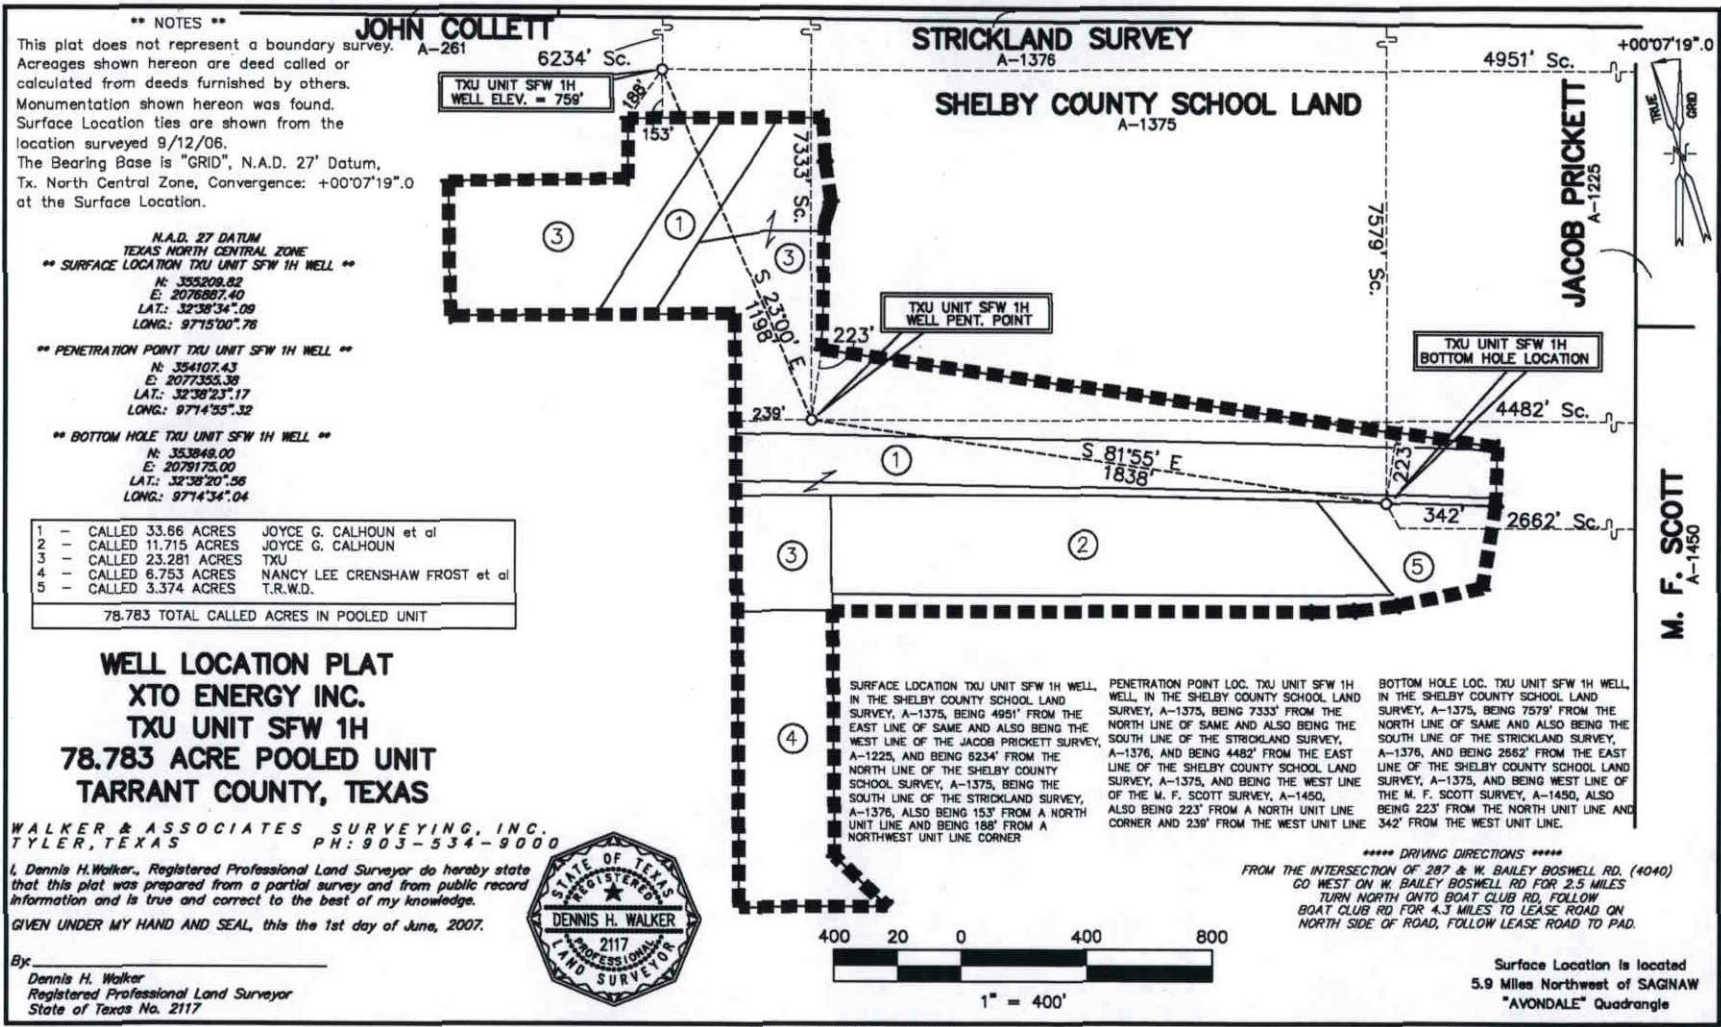 ** NOTES **
This plat does not represent a boundary survey.
Acreages shown hereon are deed called or
calculated from deeds furnished by others.
Monumentation shown hereon was found.
Surface Location ties are shown from the
location surveyed 9/12/06.
The Bearing Base is "GRID", N.A.D. 27' Datum,
Tx. North Central Zone, Convergence: +00°07'19".0
at the Surface Location.
N.A.D. 27 DATUM
TEXAS NORTH CENTRAL ZONE
** SURFACE LOCATION TXU UNIT SFW 1H WELL **
N: 355209.82
E: 2076887.40
LAT.: 32°38'34".09
LONG.: 97°15'00".76
** PENETRATION POINT TXU UNIT SFW 1H WELL **
N: 354107.43
E: 2077355.38
LAT.: 32°38'23".17
LONG.: 97°14'55".32
** BOTTOM HOLE TXU UNIT SFW 1H WELL **
N: 353849.00
E: 2079175.00
LAT.: 32°38'20".56
LONG.: 97°14'34".04
1 - CALLED 33.66 ACRES JOYCE G. CALHOUN et al
2 - CALLED 11.715 ACRES JOYCE G. CALHOUN
3 - CALLED 23.281 ACRES TXU
4 - CALLED 6.753 ACRES NANCY LEE CRENSHAW FROST et al
5 - CALLED 3.374 ACRES T.R.W.D.
78.783 TOTAL CALLED ACRES IN POOLED UNIT
WELL LOCATION PLAT
XTO ENERGY INC.
TXU UNIT SFW 1H
78.783 ACRE POOLED UNIT
TARRANT COUNTY, TEXAS
WALKER & ASSOCIATES SURVEYING, INC.
TYLER, TEXAS PH: 903-534-9000
I, Dennis H. Walker., Registered Professional Land Surveyor do hereby state
that this plat was prepared from a partial survey and from public record
information and is true and correct to the best of my knowledge.
GIVEN UNDER MY HAND AND SEAL, this the 1st day of June, 2007.
By:
Dennis H. Walker
Registered Professional Land Surveyor
State of Texas No. 2117
STATE OF TEXAS
REGISTERED
DENNIS H. WALKER
2117
PROFESSIONAL
LAND SURVEYOR
JOHN COLLETT
A-261
STRICKLAND SURVEY
A-1376
SHELBY COUNTY SCHOOL LAND
A-1375
JACOB PRICKETT
A-1225
M. F. SCOTT
A-1450
+00°07'19".0
TRUE
GRID
6234' Sc.
4951' Sc.
TXU UNIT SFW 1H
WELL ELEV. = 759'
188'
153'
7333' Sc.
7579' Sc.
3
1
3
S 23°00' E
1198'
TXU UNIT SFW 1H
WELL PENT. POINT
223'
TXU UNIT SFW 1H
BOTTOM HOLE LOCATION
239'
4482' Sc.
1
S 81°55' E
1838'
223'
342'
2662' Sc.
3
2
5
4
SURFACE LOCATION TXU UNIT SFW 1H WELL,
IN THE SHELBY COUNTY SCHOOL LAND
SURVEY, A-1375, BEING 4951' FROM THE
EAST LINE OF SAME AND ALSO BEING THE
WEST LINE OF THE JACOB PRICKETT SURVEY,
A-1225, AND BEING 6234' FROM THE
NORTH LINE OF THE SHELBY COUNTY
SCHOOL SURVEY, A-1375, BEING THE
SOUTH LINE OF THE STRICKLAND SURVEY,
A-1376, ALSO BEING 153' FROM A NORTH
UNIT LINE AND BEING 188' FROM A
NORTHWEST UNIT LINE CORNER
PENETRATION POINT LOC. TXU UNIT SFW 1H
WELL, IN THE SHELBY COUNTY SCHOOL LAND
SURVEY, A-1375, BEING 7333' FROM THE
NORTH LINE OF SAME AND ALSO BEING THE
SOUTH LINE OF THE STRICKLAND SURVEY,
A-1376, AND BEING 4482' FROM THE EAST
LINE OF THE SHELBY COUNTY SCHOOL LAND
SURVEY, A-1375, AND BEING THE WEST LINE
OF THE M. F. SCOTT SURVEY, A-1450,
ALSO BEING 223' FROM A NORTH UNIT LINE
CORNER AND 239' FROM THE WEST UNIT LINE
BOTTOM HOLE LOC. TXU UNIT SFW 1H WELL,
IN THE SHELBY COUNTY SCHOOL LAND
SURVEY, A-1375, BEING 7579' FROM THE
NORTH LINE OF SAME AND ALSO BEING THE
SOUTH LINE OF THE STRICKLAND SURVEY,
A-1376, AND BEING 2662' FROM THE EAST
LINE OF THE SHELBY COUNTY SCHOOL LAND
SURVEY, A-1375, AND BEING WEST LINE OF
THE M. F. SCOTT SURVEY, A-1450, ALSO
BEING 223' FROM THE NORTH UNIT LINE AND
342' FROM THE WEST UNIT LINE.
***** DRIVING DIRECTIONS *****
FROM THE INTERSECTION OF 287 & W. BAILEY BOSWELL RD. (4040)
GO WEST ON W. BAILEY BOSWELL RD FOR 2.5 MILES
TURN NORTH ONTO BOAT CLUB RD, FOLLOW
BOAT CLUB RD FOR 4.3 MILES TO LEASE ROAD ON
NORTH SIDE OF ROAD, FOLLOW LEASE ROAD TO PAD.
400 200 0 400 800
1" = 400'
Surface Location is located
5.9 Miles Northwest of SAGINAW
"AVONDALE" Quadrangle